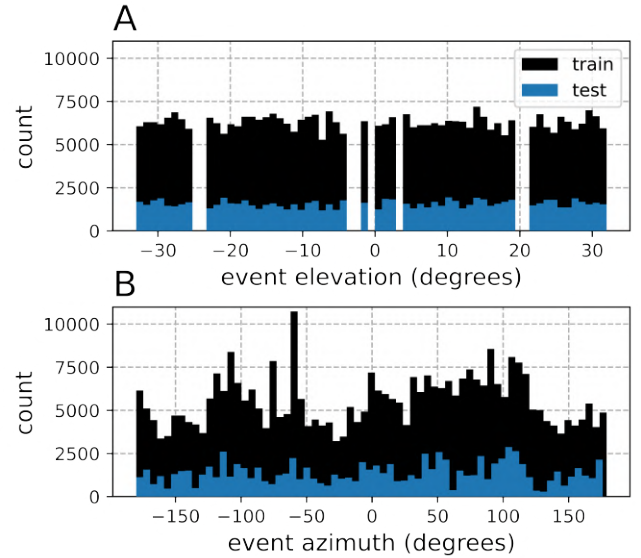 A
10000
7500
5000
2500
0
count
train
test
−30 −20 −10 0 10 20 30
event elevation (degrees)
B
10000
7500
5000
2500
0
count
−150 −100 −50 0 50 100 150
event azimuth (degrees)